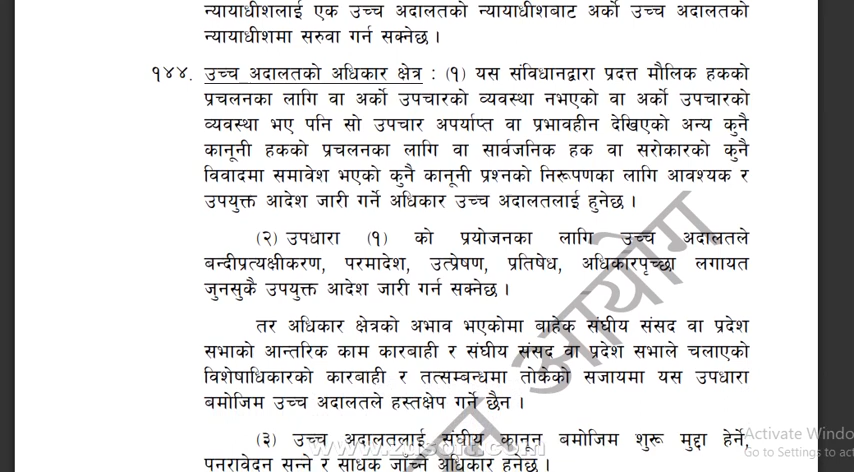 न्यायाधीशलाई एक उच्च अदालतको न्यायाधीशबाट अर्को उच्च अदालतको
न्यायाधीशमा सरुवा गर्न सक्नेछ ।
१४४. उच्च अदालतको अधिकार क्षेत्र : (१) यस संविधानद्वारा प्रदत्त मौलिक हकको
प्रचलनका लागि वा अर्को उपचारको व्यवस्था नभएको वा अर्को उपचारको
व्यवस्था भए पनि सो उपचार अपर्याप्त वा प्रभावहीन देखिएको अन्य कुनै
कानूनी हकको प्रचलनका लागि वा सार्वजनिक हक वा सरोकारको कुनै
विवादमा समावेश भएको कुनै कानूनी प्रश्नको निरूपणका लागि आवश्यक र
उपयुक्त आदेश जारी गर्ने अधिकार उच्च अदालतलाई हुनेछ ।
(२) उपधारा (१) को प्रयोजनका लागि उच्च अदालतले
बन्दीप्रत्यक्षीकरण, परमादेश, उत्प्रेषण, प्रतिषेध, अधिकारपृच्छा लगायत
जुनसुकै उपयुक्त आदेश जारी गर्न सक्नेछ ।
तर अधिकार क्षेत्रको अभाव भएकोमा बाहेक संघीय संसद वा प्रदेश
सभाको आन्तरिक काम कारबाही र संघीय संसद वा प्रदेश सभाले चलाएको
विशेषाधिकारको कारबाही र तत्सम्बन्धमा तोकेको सजायमा यस उपधारा
बमोजिम उच्च अदालतले हस्तक्षेप गर्ने छैन ।
(३) उच्च अदालतलाई संघीय कानून बमोजिम शुरू मुद्दा हेर्ने,
पुनरावेदन सुन्ने र साधक जाँच्ने अधिकार हुनेछ ।
आयोग
Activate Windo
Go to Settings to act